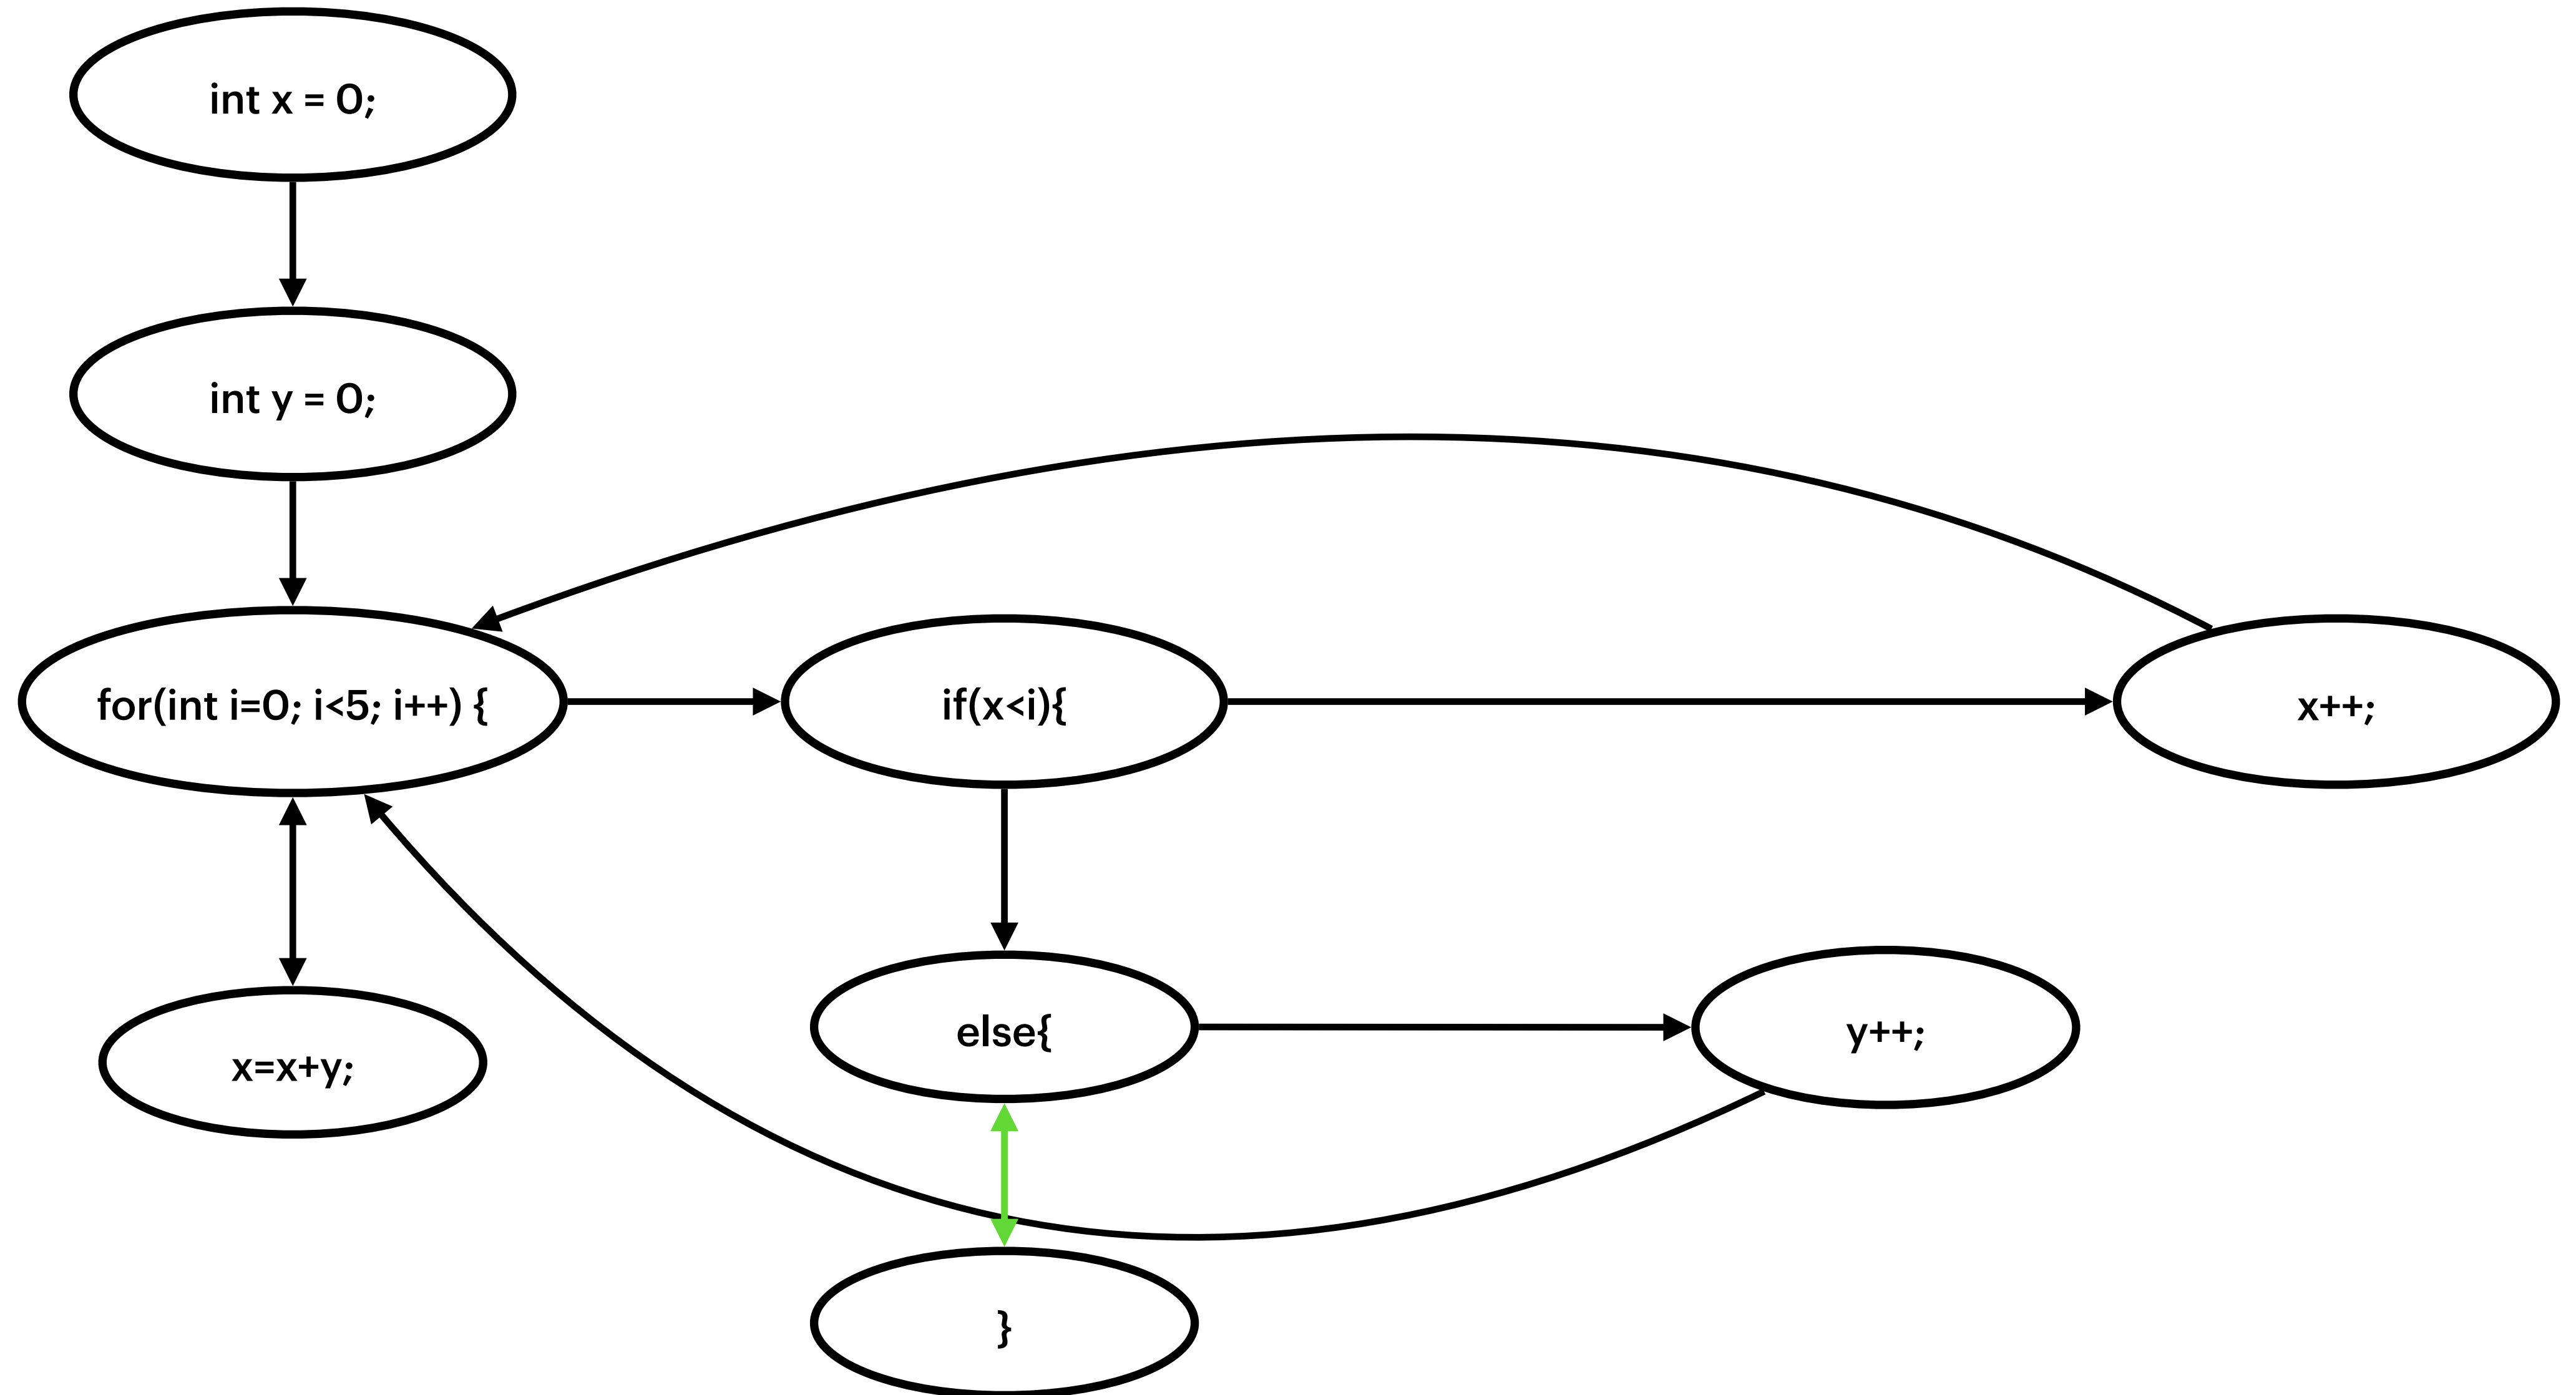 int x = 0;
int y = 0;
for(int i=0; i<5; i++) {
if(x<i){
x++;
x=x+y;
else{
y++;
}